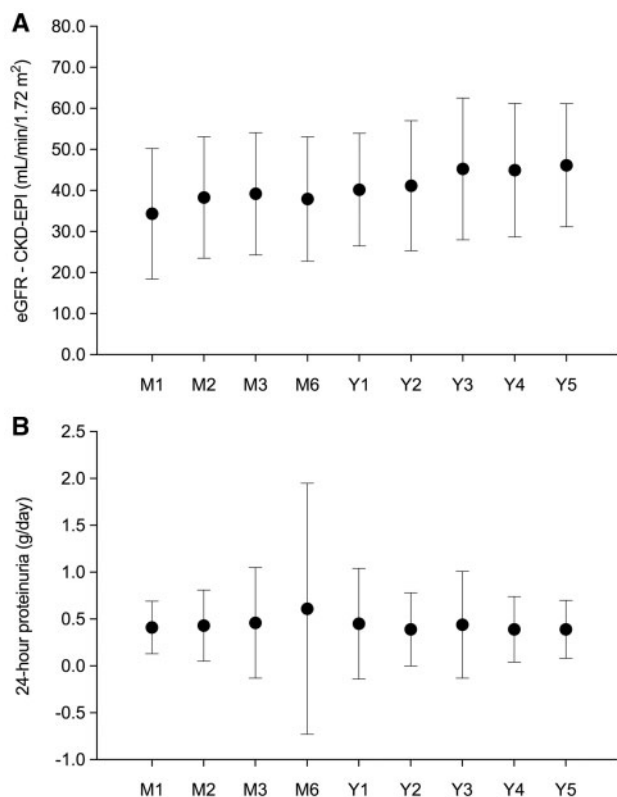 A
eGFR - CKD-EPI (mL/min/1.72 m²)
80.0
70.0
60.0
50.0
40.0
30.0
20.0
10.0
0.0
M1 M2 M3 M6 Y1 Y2 Y3 Y4 Y5
B
24-hour proteinuria (g/day)
2.5
2.0
1.5
1.0
0.5
0.0
-0.5
-1.0
M1 M2 M3 M6 Y1 Y2 Y3 Y4 Y5